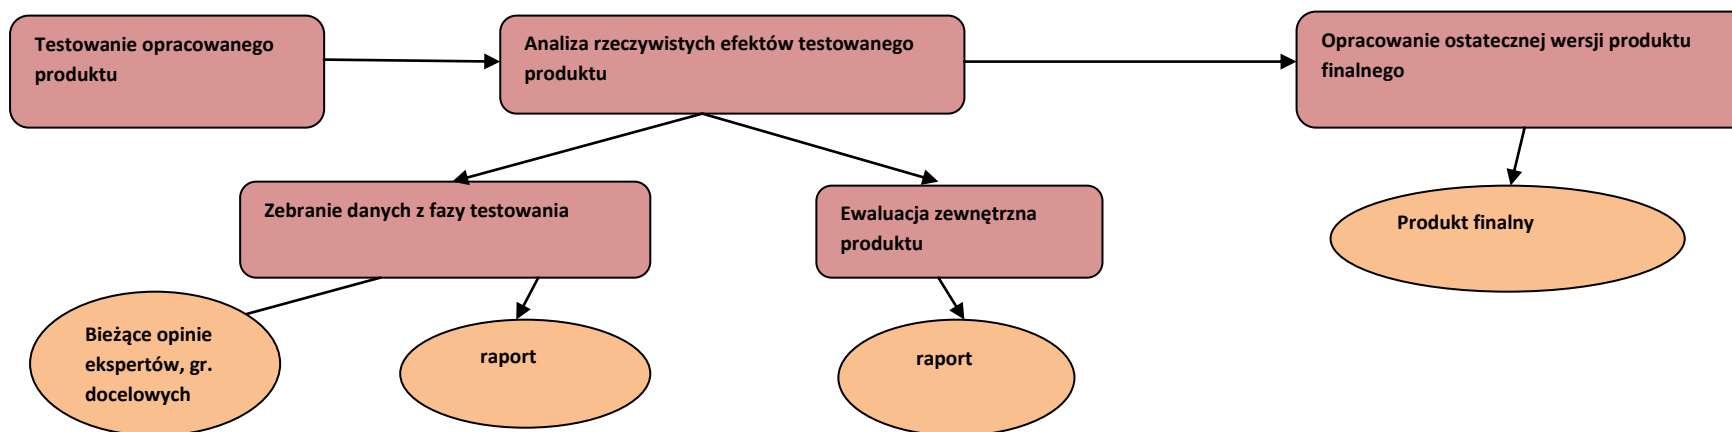 Testowanie opracowanego
produktu
Analiza rzeczywistych efektów testowanego
produktu
Opracowanie ostatecznej wersji produktu
finalnego
Zebranie danych z fazy testowania
Ewaluacja zewnętrzna
produktu
Produkt finalny
Bieżące opinie
ekspertów, gr.
docelowych
raport
raport